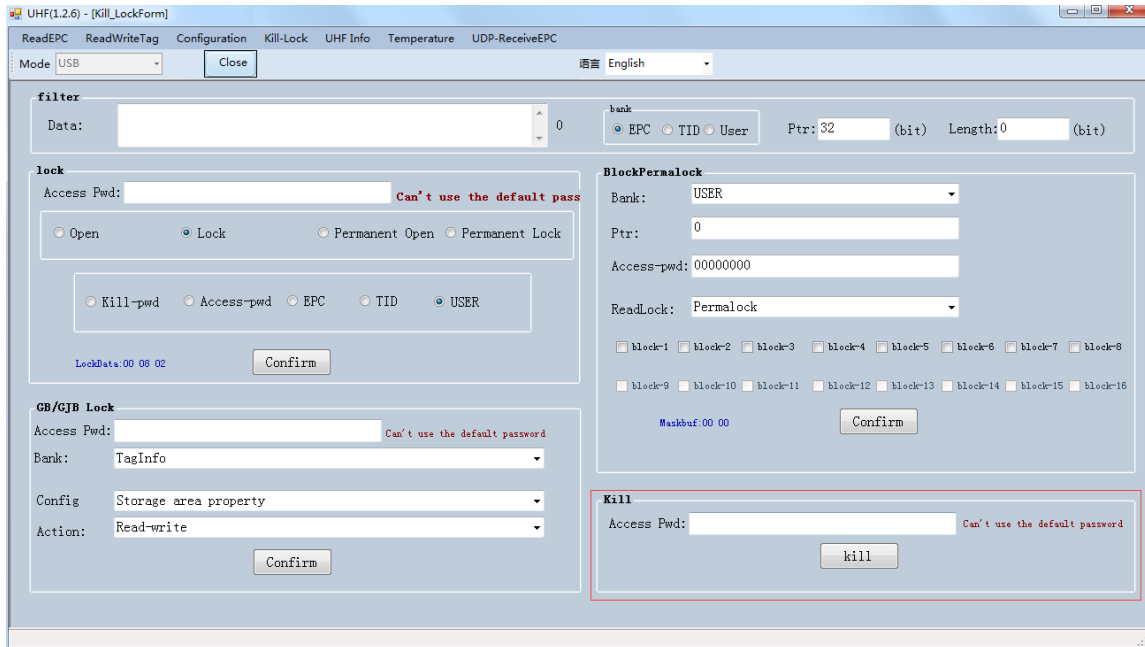 UHF(1.2.6) - [Kill_LockForm]
ReadEPC ReadWriteTag Configuration Kill-Lock UHF Info Temperature UDP-ReceiveEPC
Mode USB Close 语言 English
filter
Data: 0
bank
EPC TID User Ptr: 32 (bit) Length: 0 (bit)
lock
Access Pwd: Can't use the default pass
Open Lock Permanent Open Permanent Lock
Kill-pwd Access-pwd EPC TID USER
LockData:00 08 02 Confirm
GB/GJB Lock
Access Pwd: Can't use the default password
Bank: TagInfo
Config Storage area property
Action: Read-write
Confirm
BlockPermalock
Bank: USER
Ptr: 0
Access-pwd: 00000000
ReadLock: Permalock
block-1 block-2 block-3 block-4 block-5 block-6 block-7 block-8
block-9 block-10 block-11 block-12 block-13 block-14 block-15 block-16
Maskbuf:00 00 Confirm
Kill
Access Pwd: Can't use the default password
kill